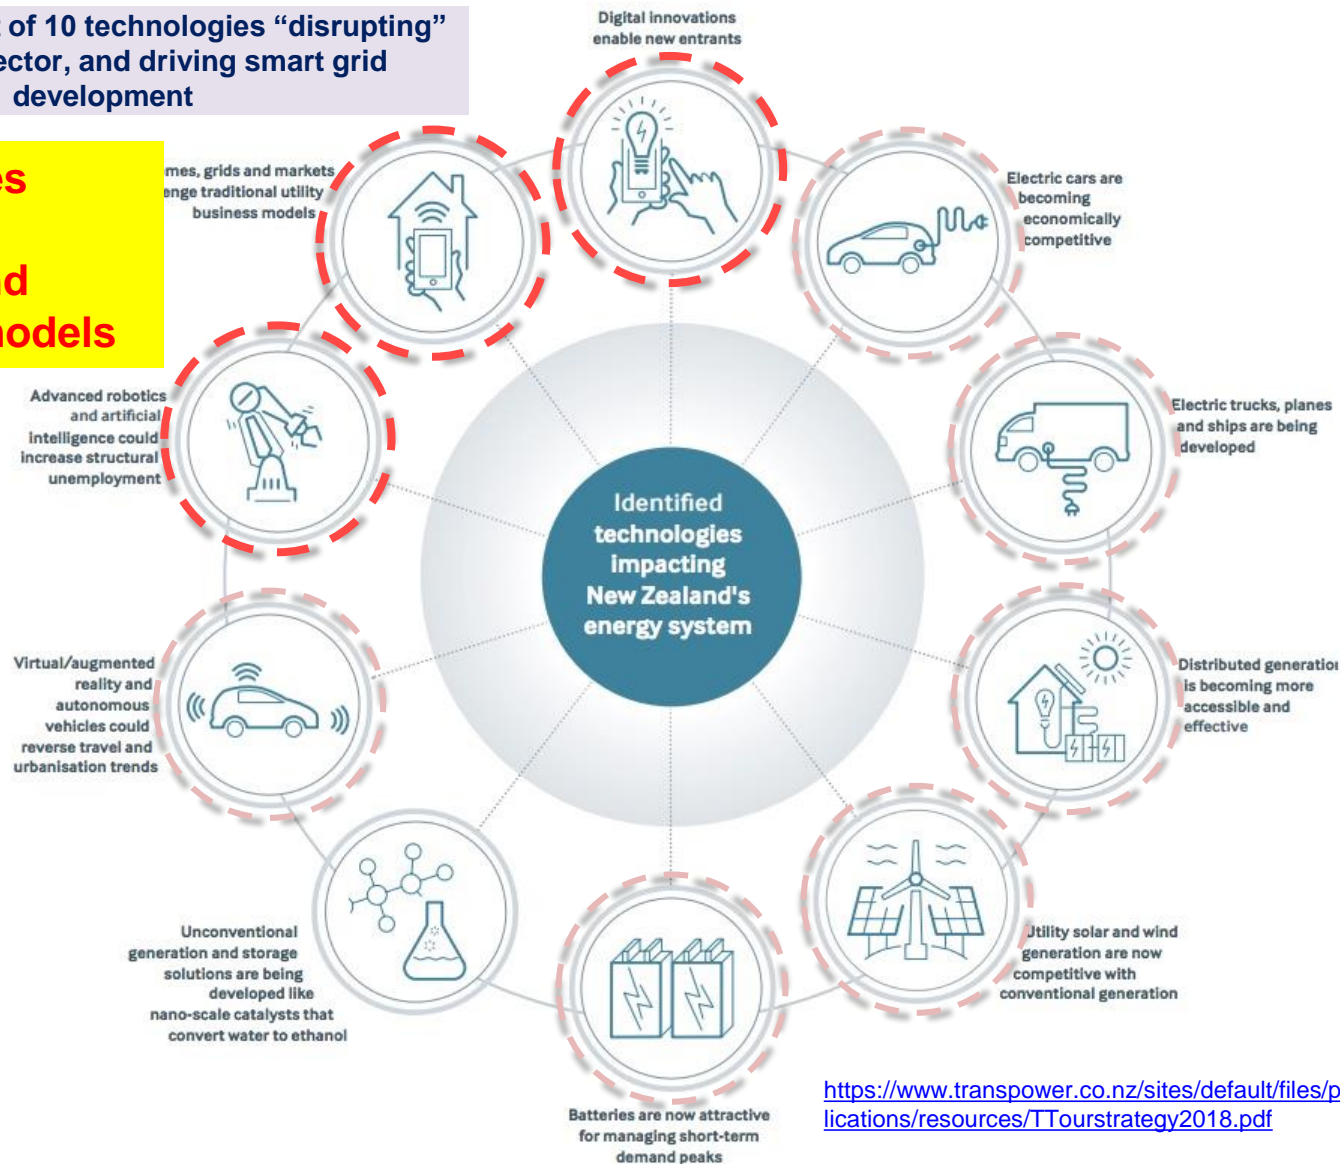 of 10 technologies “disrupting”
and driving smart grid
development
models
Digital innovations
enable new entrants
grids and markets
traditional utility
business models
Electric cars are
becoming
economically
competitive
Advanced robotics
and artificial
intelligence could
increase structural
unemployment
Electric trucks, planes
and ships are being
developed
Identified
technologies
impacting
New Zealand's
energy system
Virtual/augmented
reality and
autonomous
vehicles could
reverse travel and
urbanisation trends
Distributed generation
is becoming more
accessible and
effective
Unconventional
generation and storage
solutions are being
developed like
nano-scale catalysts that
convert water to ethanol
Utility solar and wind
generation are now
competitive with
conventional generation
Batteries are now attractive
for managing short-term
demand peaks
https://www.transpower.co.nz/sites/default/files/p
lications/resources/TTourstrategy2018.pdf